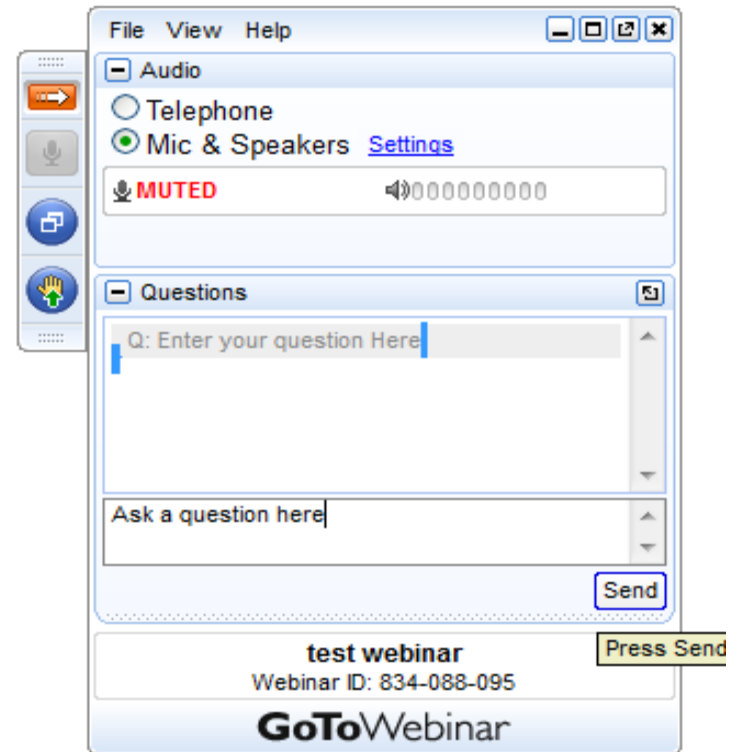 File View Help
Audio
Telephone
Mic & Speakers Settings
MUTED 000000000
Questions
Q: Enter your question Here
Ask a question here
Send
Press Send
test webinar
Webinar ID: 834-088-095
GoToWebinar